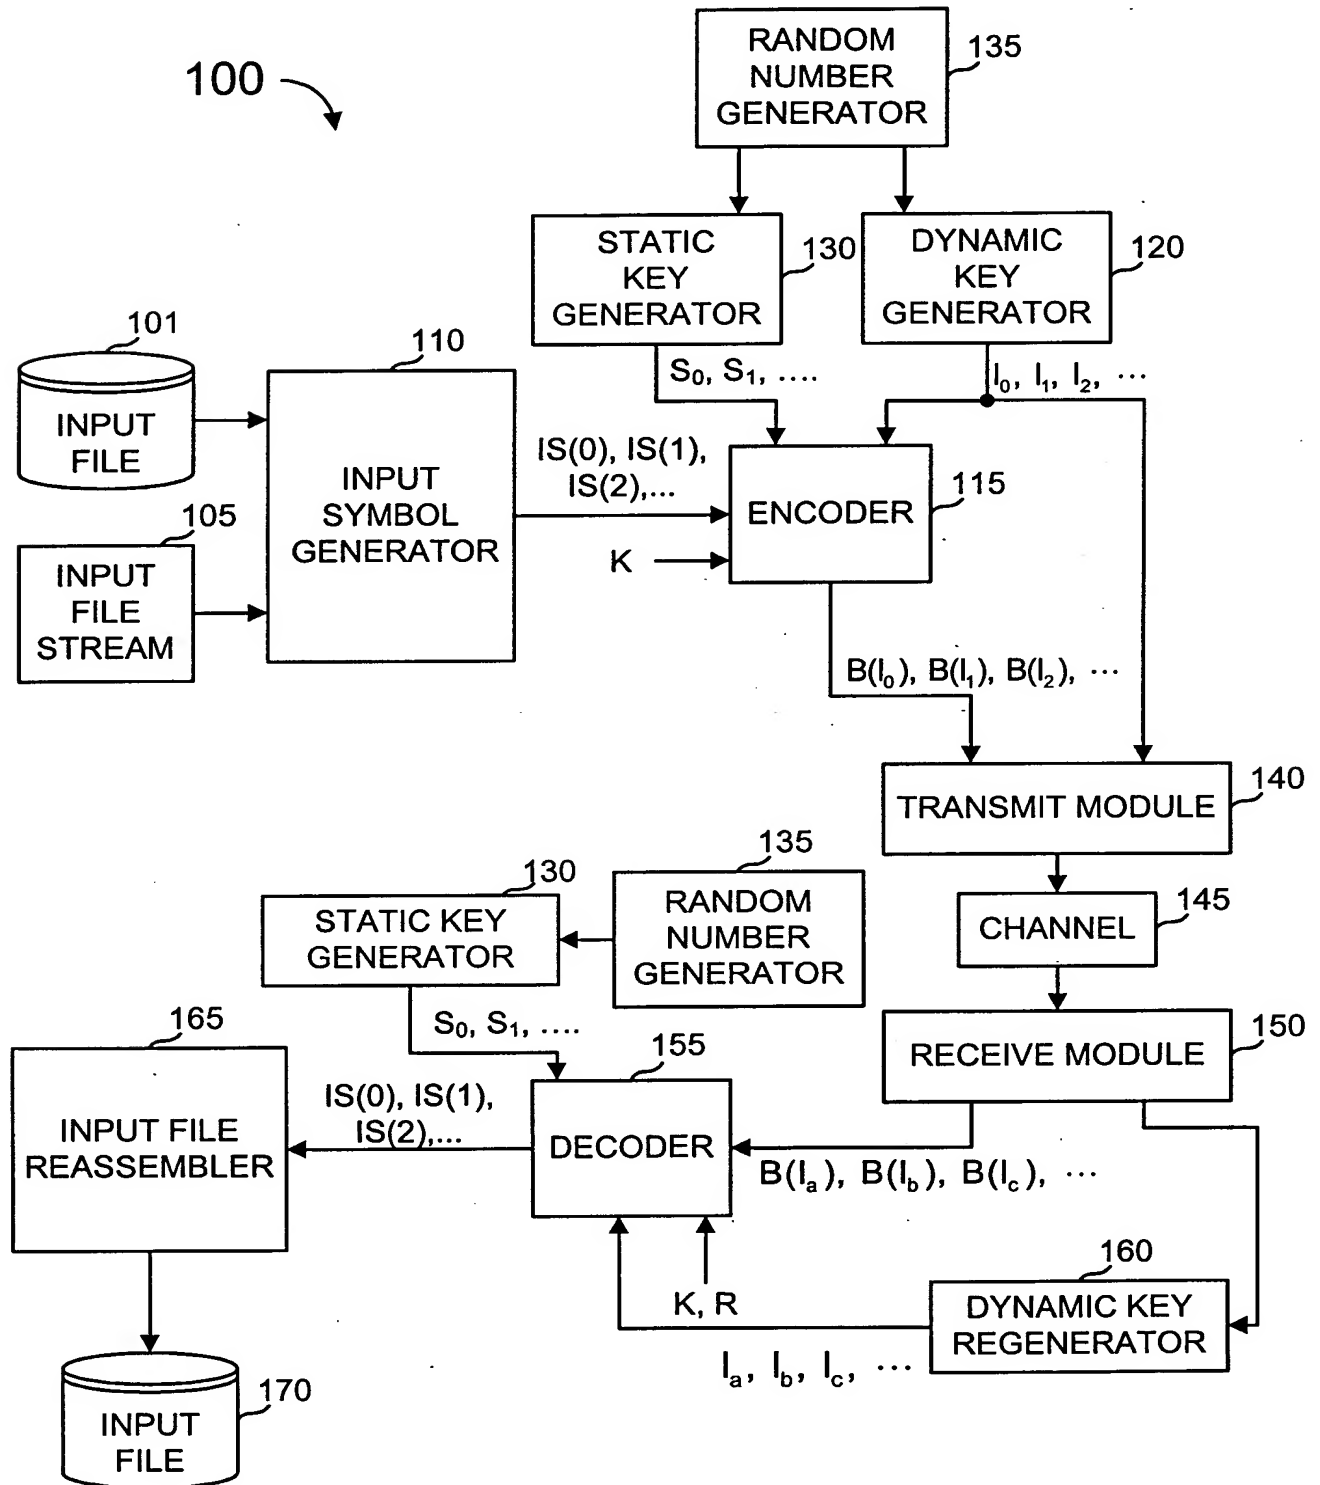 100
RANDOM
NUMBER
GENERATOR
135
STATIC
KEY
GENERATOR
130
DYNAMIC
KEY
GENERATOR
120
101
INPUT
FILE
110
INPUT
SYMBOL
GENERATOR
S₀, S₁, ....
I₀, I₁, I₂, ...
IS(0), IS(1),
IS(2),...
ENCODER
115
K
105
INPUT
FILE
STREAM
B(I₀), B(I₁), B(I₂), ...
TRANSMIT MODULE
140
CHANNEL
145
RECEIVE MODULE
150
135
RANDOM
NUMBER
GENERATOR
130
STATIC KEY
GENERATOR
S₀, S₁, ....
165
INPUT FILE
REASSEMBLER
IS(0), IS(1),
IS(2),...
155
DECODER
B(Iₐ), B(I_b), B(I_c), ...
K, R
160
DYNAMIC KEY
REGENERATOR
Iₐ, I_b, I_c, ...
INPUT
FILE
170